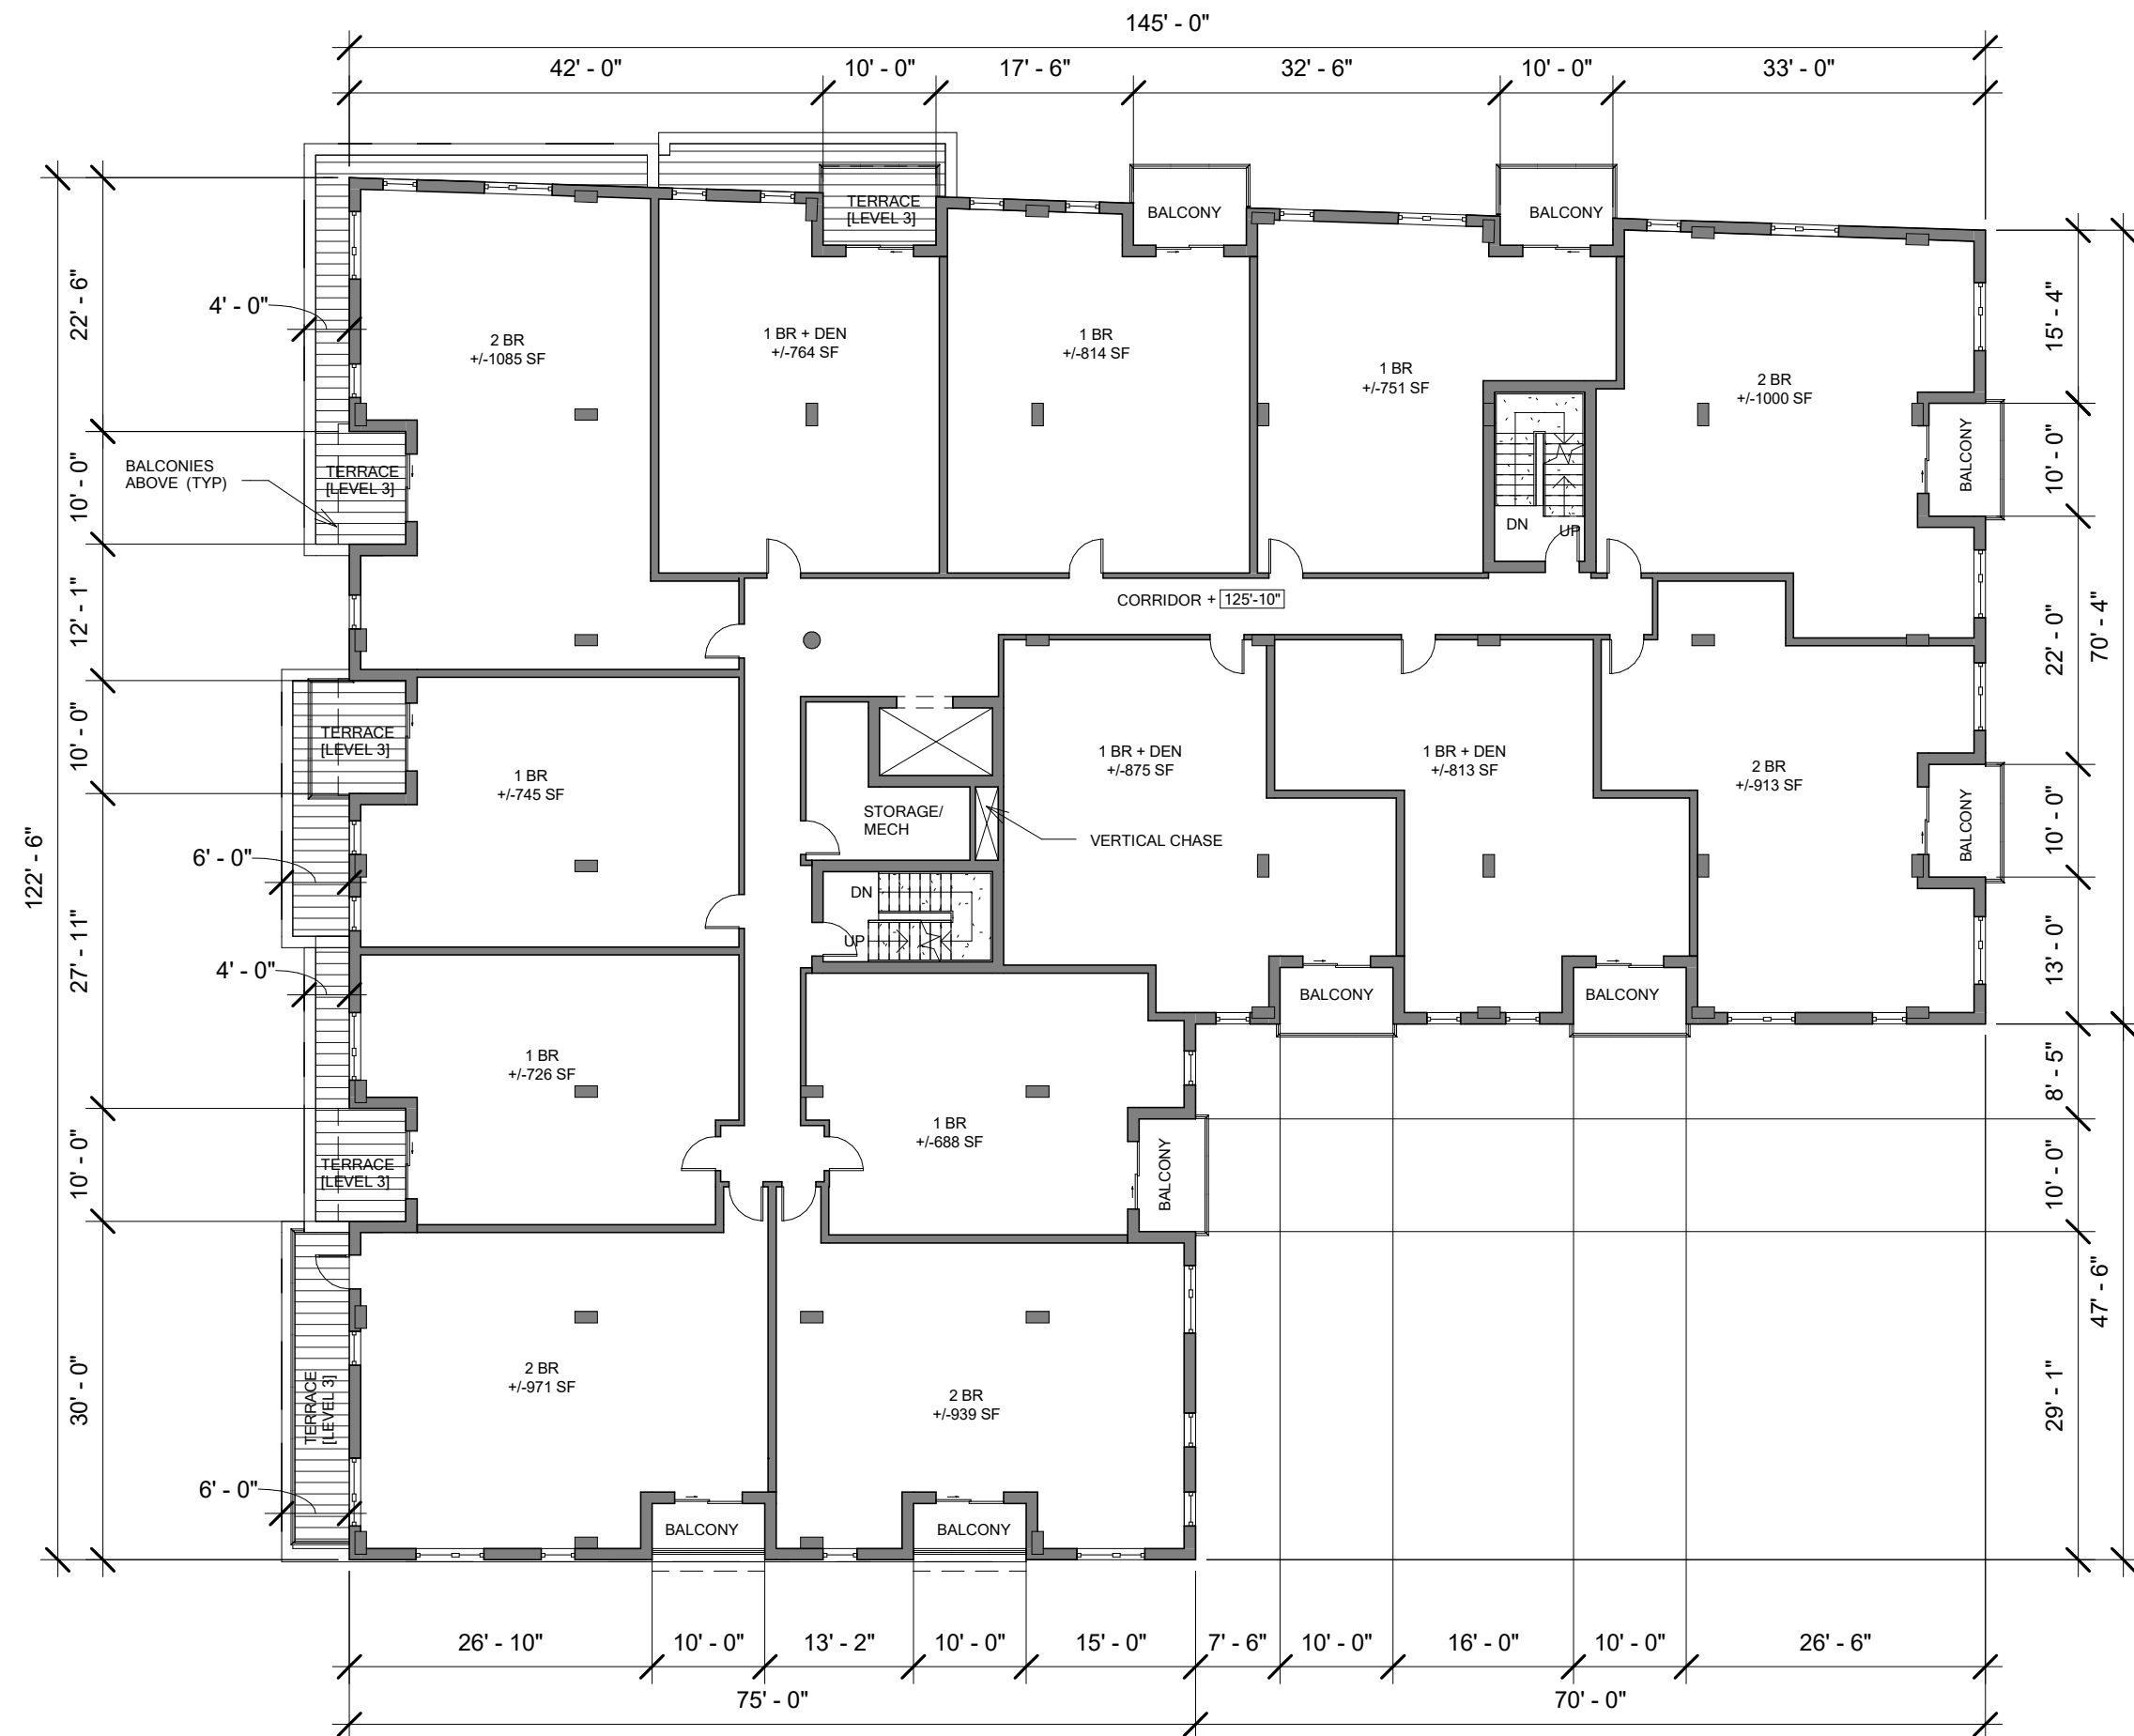 145' - 0"
42' - 0"
10' - 0"
17' - 6"
32' - 6"
10' - 0"
33' - 0"
TERRACE
[LEVEL 3]
BALCONY
BALCONY
22' - 6"
4' - 0"
2 BR
+/-1085 SF
1 BR + DEN
+/-764 SF
1 BR
+/-814 SF
1 BR
+/-751 SF
2 BR
+/-1000 SF
15' - 4"
BALCONIES
ABOVE (TYP)
10' - 0"
TERRACE
[LEVEL 3]
DN
UP
BALCONY
10' - 0"
12' - 1"
CORRIDOR + 125'-10"
22' - 0"
70' - 4"
10' - 0"
TERRACE
[LEVEL 3]
1 BR
+/-745 SF
1 BR + DEN
+/-875 SF
1 BR + DEN
+/-813 SF
2 BR
+/-913 SF
STORAGE/
MECH
VERTICAL CHASE
BALCONY
10' - 0"
122' - 6"
6' - 0"
DN
UP
27' - 11"
4' - 0"
BALCONY
BALCONY
13' - 0"
1 BR
+/-726 SF
1 BR
+/-688 SF
8' - 5"
10' - 0"
TERRACE
[LEVEL 3]
BALCONY
10' - 0"
47' - 6"
30' - 0"
TERRACE
[LEVEL 3]
2 BR
+/-971 SF
2 BR
+/-939 SF
29' - 1"
6' - 0"
BALCONY
BALCONY
26' - 10"
10' - 0"
13' - 2"
10' - 0"
15' - 0"
7' - 6"
10' - 0"
16' - 0"
10' - 0"
26' - 6"
75' - 0"
70' - 0"